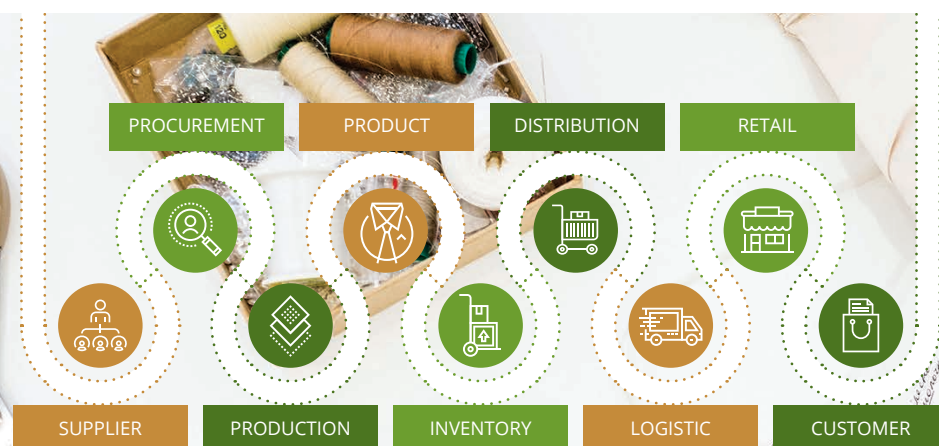 PROCUREMENT
PRODUCT
DISTRIBUTION
RETAIL
SUPPLIER
PRODUCTION
INVENTORY
LOGISTIC
CUSTOMER